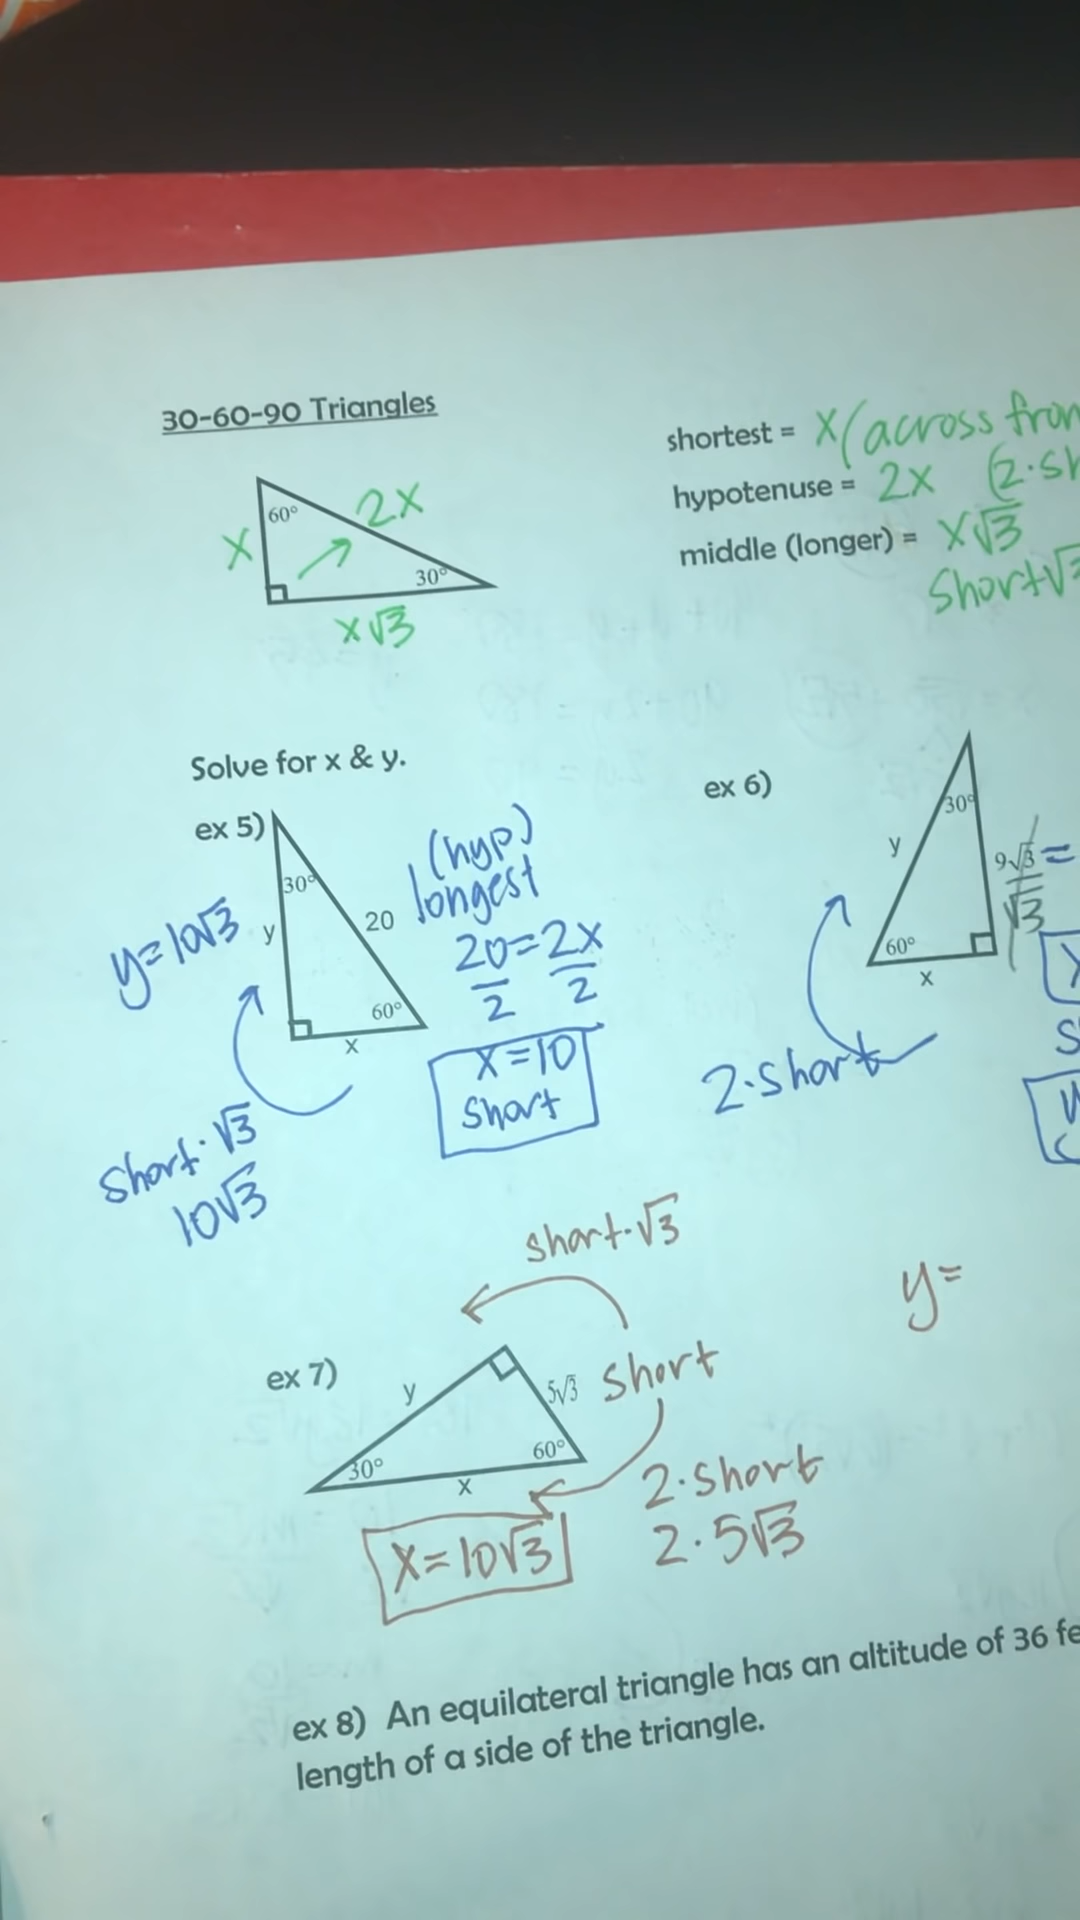 30-60-90 Triangles
60°
2x
x
30°
x√3
shortest = x (across from
hypotenuse = 2x (2·sh
middle (longer) = x√3
short√3
Solve for x & y.
ex 5)
30°
y
20
60°
x
y=10√3
(hyp)
longest
20=2x
2 2
x=10
short
short·√3
10√3
ex 6)
30°
y
9√3 =
√3
60°
x
2·short
short·√3
y=
ex 7)
y
5√3
short
30°
60°
x
2·short
2·5√3
x=10√3
ex 8) An equilateral triangle has an altitude of 36 fe
length of a side of the triangle.